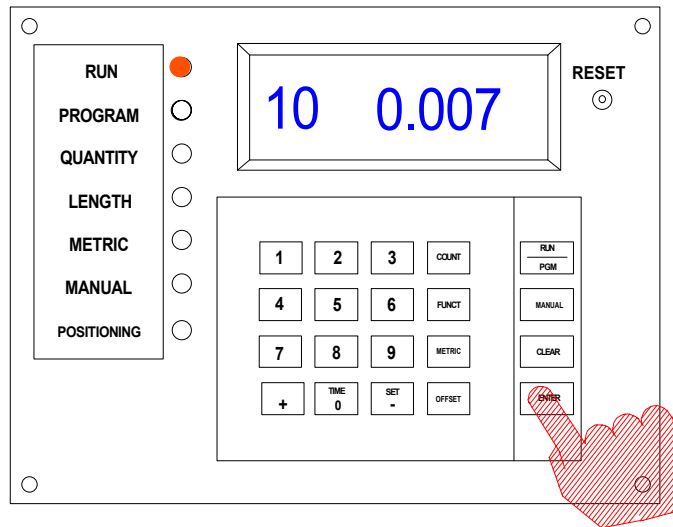 RUN
PROGRAM
QUANTITY
LENGTH
METRIC
MANUAL
POSITIONING
10 0.007
RESET
1 2 3 COUNT
4 5 6 FUNCT
7 8 9 METRIC
+ TIME 0 SET - OFFSET
RUN
PGM
MANUAL
CLEAR
ENTER